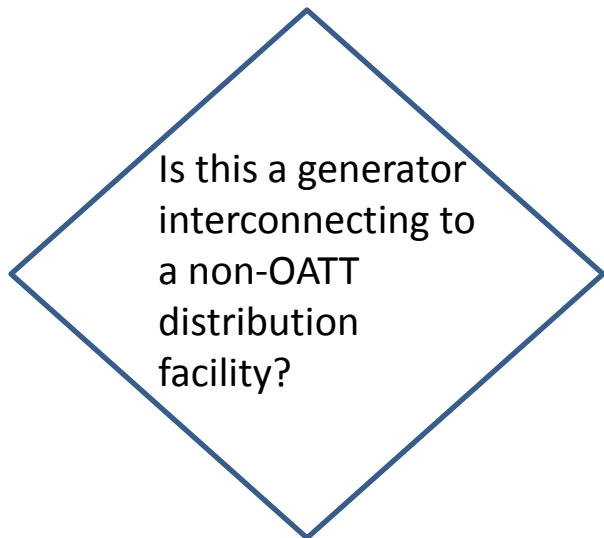 Is this a generator
interconnecting to
a non-OATT
distribution
facility?